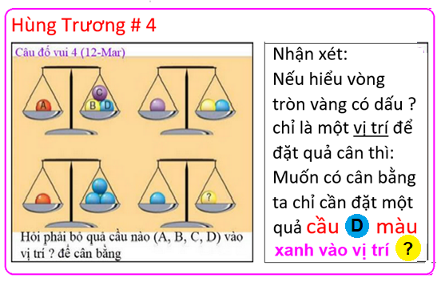 Hùng Trương # 4
Câu đố vui 4 (12-Mar)
A
C
B D
?
Hỏi phải bỏ quả cầu nào (A, B, C, D) vào
vị trí ? để cân bằng
Nhận xét:
Nếu hiểu vòng
tròn vàng có dấu ?
chỉ là một vị trí để
đặt quả cân thì:
Muốn có cân bằng
ta chỉ cần đặt một
quả cầu D màu
xanh vào vị trí ?